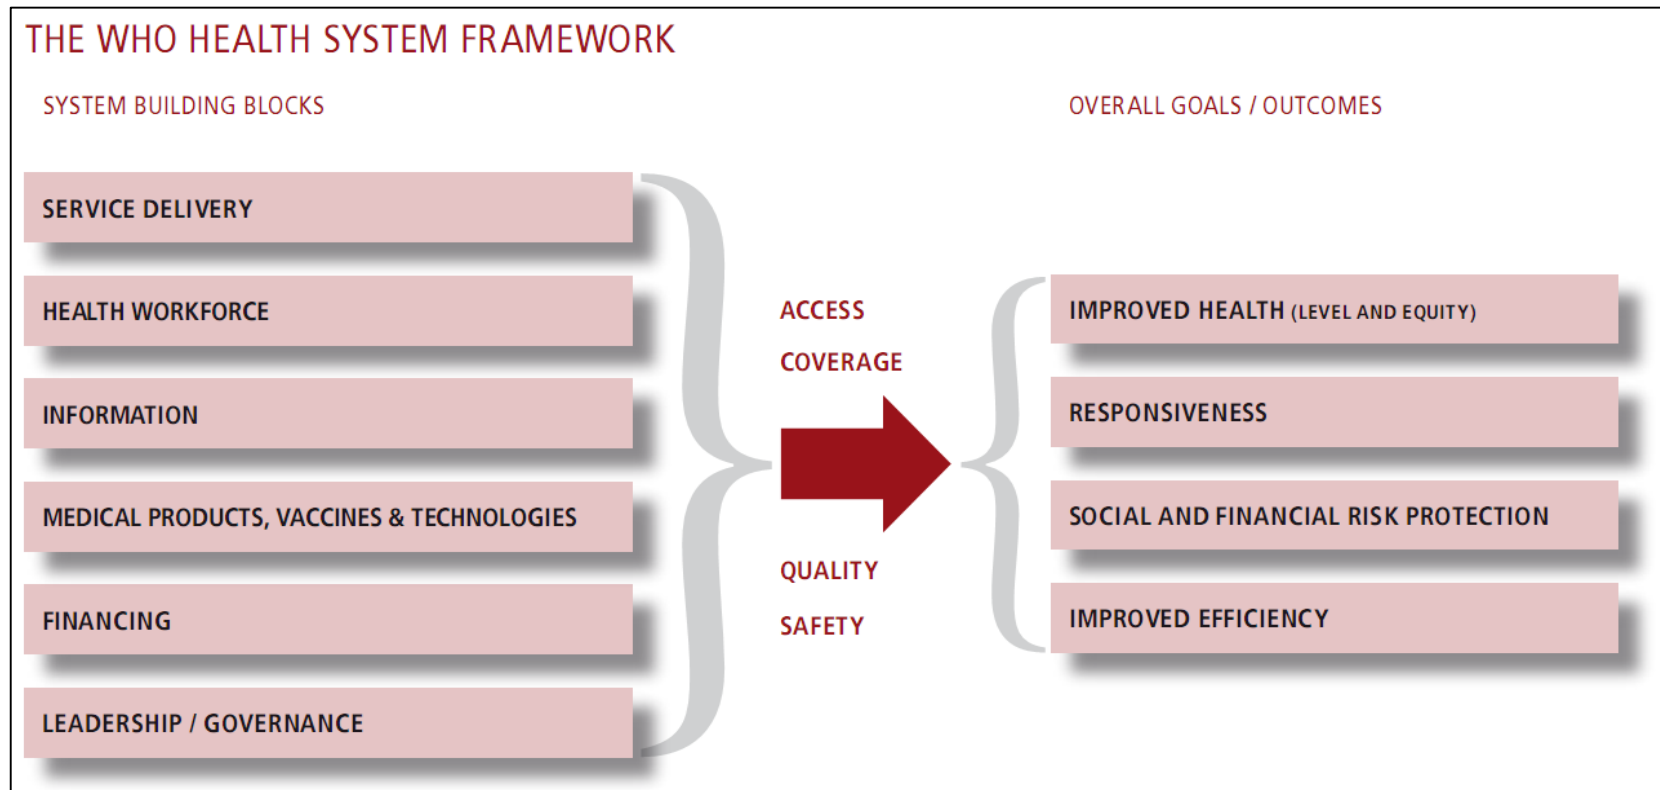 THE WHO HEALTH SYSTEM FRAMEWORK
SYSTEM BUILDING BLOCKS
SERVICE DELIVERY
HEALTH WORKFORCE
INFORMATION
MEDICAL PRODUCTS, VACCINES & TECHNOLOGIES
FINANCING
LEADERSHIP / GOVERNANCE
ACCESS
COVERAGE
QUALITY
SAFETY
OVERALL GOALS / OUTCOMES
IMPROVED HEALTH (LEVEL AND EQUITY)
RESPONSIVENESS
SOCIAL AND FINANCIAL RISK PROTECTION
IMPROVED EFFICIENCY